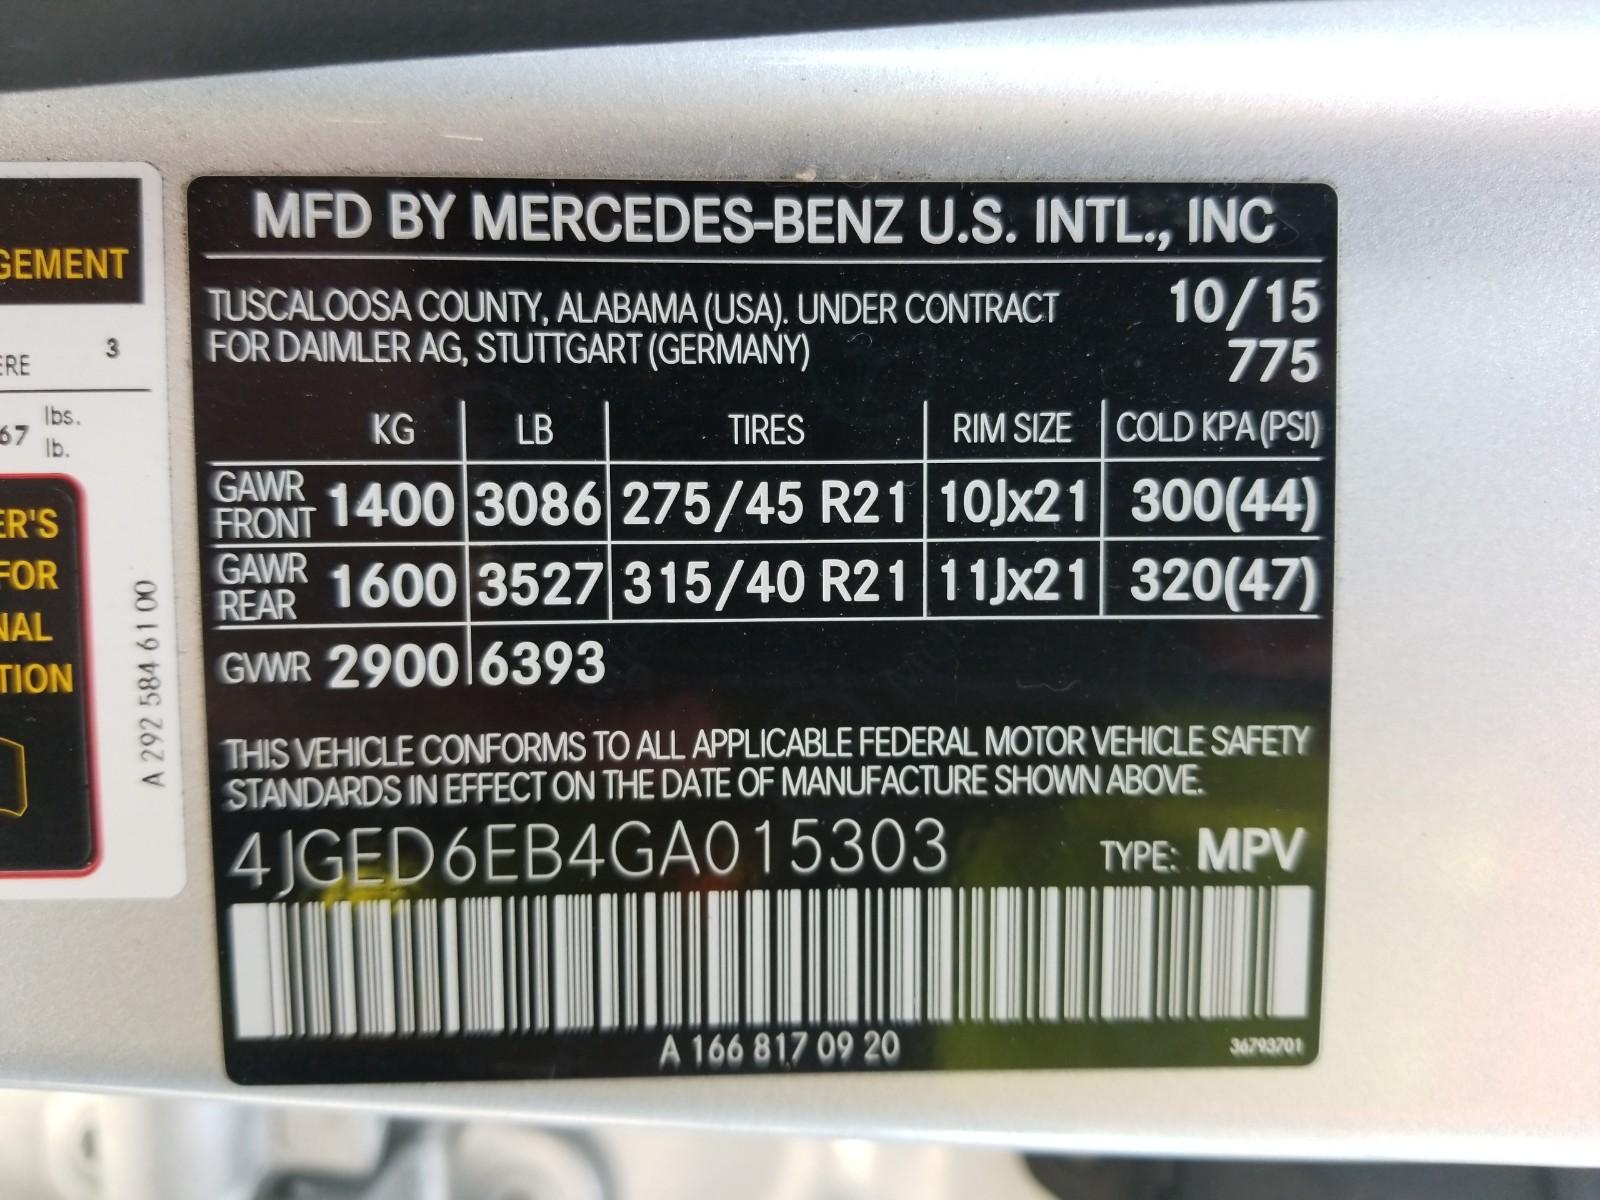 GEMENT
ERE 3
67 lbs.
lb.
ER'S
FOR
NAL
TION
A 292 584 61 00
MFD BY MERCEDES-BENZ U.S. INTL., INC
TUSCALOOSA COUNTY, ALABAMA (USA). UNDER CONTRACT 10/15
FOR DAIMLER AG, STUTTGART (GERMANY) 775
KG LB TIRES RIM SIZE COLD KPA (PSI)
GAWR FRONT 1400 3086 275/45 R21 10Jx21 300(44)
GAWR REAR 1600 3527 315/40 R21 11Jx21 320(47)
GVWR 2900 6393
THIS VEHICLE CONFORMS TO ALL APPLICABLE FEDERAL MOTOR VEHICLE SAFETY
STANDARDS IN EFFECT ON THE DATE OF MANUFACTURE SHOWN ABOVE.
4JGED6EB4GA015303 TYPE: MPV
A 166 817 09 20 36793701